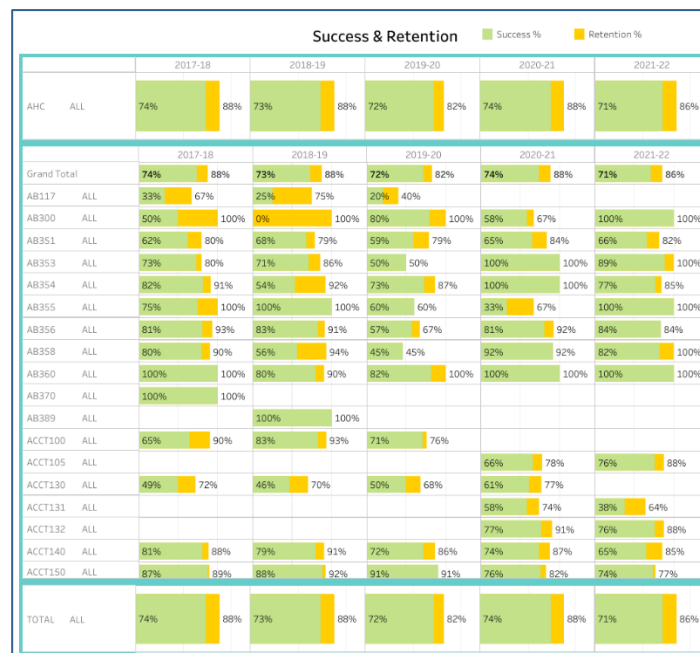 Success & Retention Success % Retention %
2017-18 2018-19 2019-20 2020-21 2021-22
AHC ALL 74% 88% 73% 88% 72% 82% 74% 88% 71% 86%
2017-18 2018-19 2019-20 2020-21 2021-22
Grand Total 74% 88% 73% 88% 72% 82% 74% 88% 71% 86%
AB117 ALL 33% 67% 25% 75% 20% 40%
AB300 ALL 50% 100% 0% 100% 80% 100% 58% 67% 100% 100%
AB351 ALL 62% 80% 68% 79% 59% 79% 65% 84% 66% 82%
AB353 ALL 73% 80% 71% 86% 50% 50% 100% 100% 89% 100%
AB354 ALL 82% 91% 54% 92% 73% 87% 100% 100% 77% 85%
AB355 ALL 75% 100% 100% 100% 60% 60% 33% 67% 100% 100%
AB356 ALL 81% 93% 83% 91% 57% 67% 81% 92% 84% 84%
AB358 ALL 80% 90% 56% 94% 45% 45% 92% 92% 82% 100%
AB360 ALL 100% 100% 80% 90% 82% 100% 100% 100% 100% 100%
AB370 ALL 100% 100%
AB389 ALL 100% 100%
ACCT100 ALL 65% 90% 83% 93% 71% 76%
ACCT105 ALL 66% 78% 76% 88%
ACCT130 ALL 49% 72% 46% 70% 50% 68% 61% 77%
ACCT131 ALL 58% 74% 38% 64%
ACCT132 ALL 77% 91% 76% 88%
ACCT140 ALL 81% 88% 79% 91% 72% 86% 74% 87% 65% 85%
ACCT150 ALL 87% 89% 88% 92% 91% 91% 76% 82% 74% 77%
TOTAL ALL 74% 88% 73% 88% 72% 82% 74% 88% 71% 86%